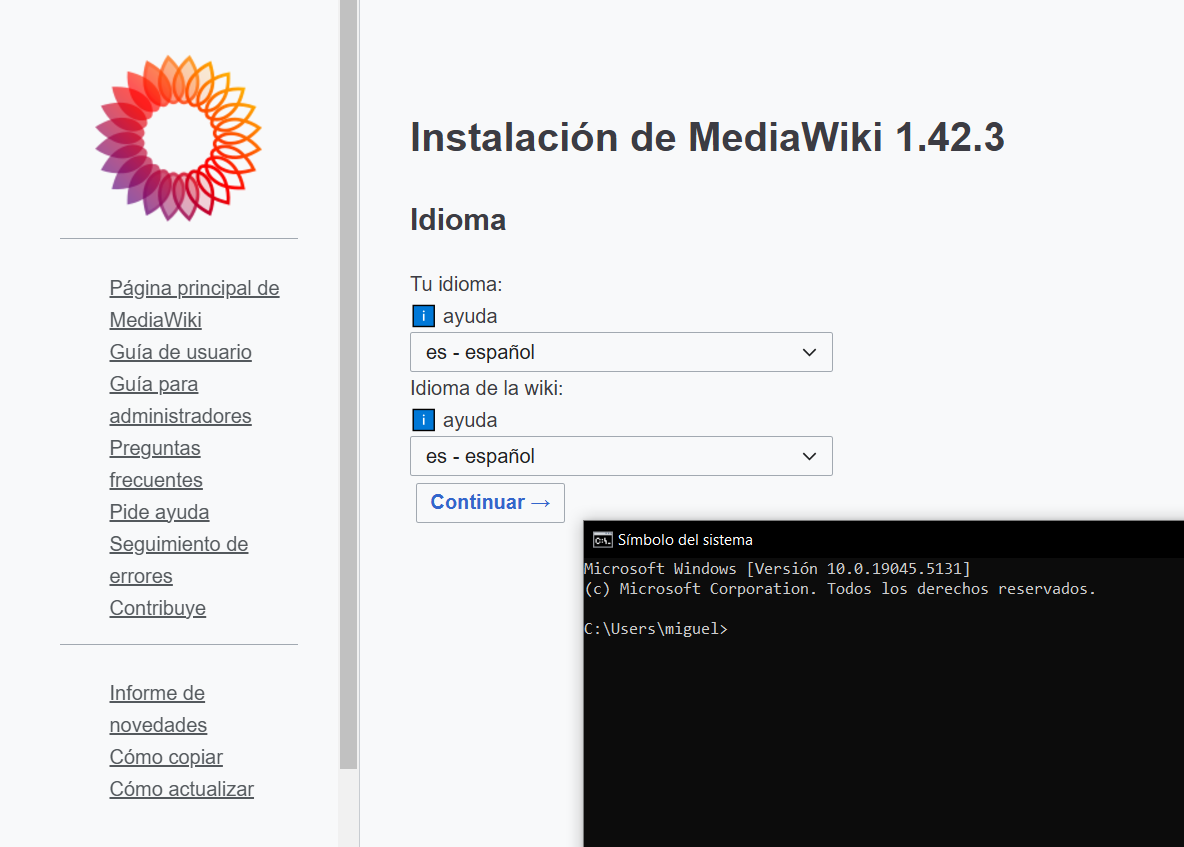 Instalación de MediaWiki 1.42.3
Idioma
Tu idioma:
i ayuda
es - español
Idioma de la wiki:
i ayuda
es - español
Continuar →
Página principal de
MediaWiki
Guía de usuario
Guía para
administradores
Preguntas
frecuentes
Pide ayuda
Seguimiento de
errores
Contribuye
Informe de
novedades
Cómo copiar
Cómo actualizar
C:\. Símbolo del sistema
Microsoft Windows [Versión 10.0.19045.5131]
(c) Microsoft Corporation. Todos los derechos reservados.
C:\Users\miguel>